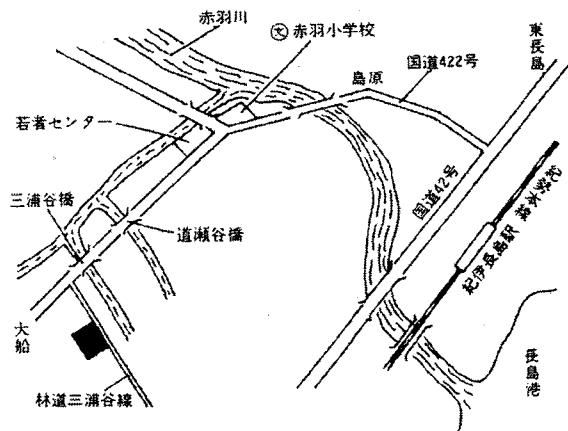 赤羽川
㊛赤羽小学校
国道422号
東長島
島原
若者センター
三浦谷橋
道瀬谷橋
国道42号
紀伊長島駅 紀勢本線
大船
長島港
林道三浦谷線